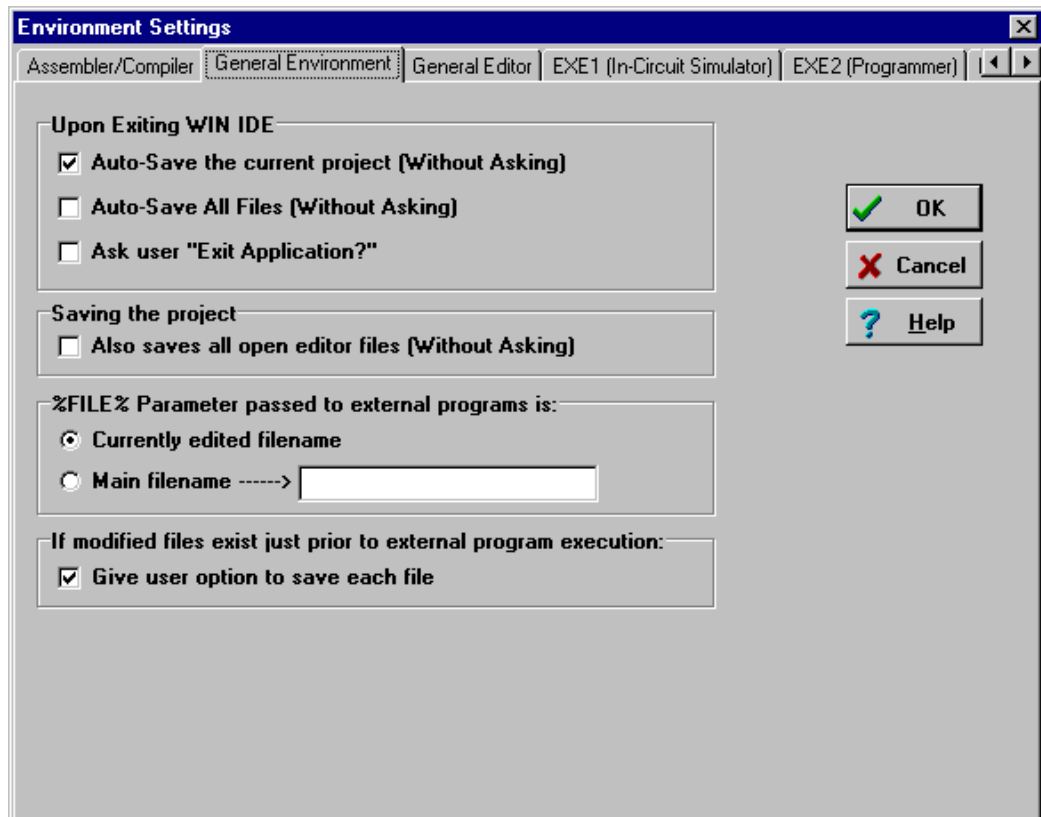 Environment Settings
Assembler/Compiler General Environment General Editor EXE1 (In-Circuit Simulator) EXE2 (Programmer)
Upon Exiting WIN IDE
Auto-Save the current project (Without Asking)
Auto-Save All Files (Without Asking)
Ask user "Exit Application?"
OK
Cancel
Help
Saving the project
Also saves all open editor files (Without Asking)
%FILE% Parameter passed to external programs is:
Currently edited filename
Main filename ------>
If modified files exist just prior to external program execution:
Give user option to save each file